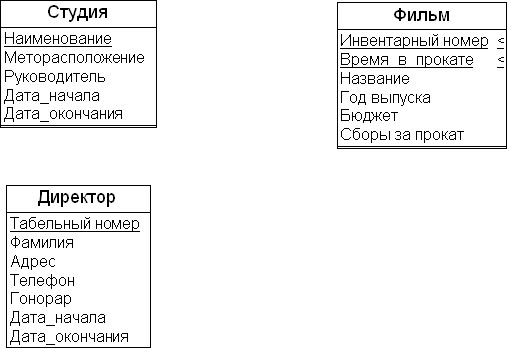 Студия
Наименование
Меторасположение
Руководитель
Дата_начала
Дата_окончания
Фильм
Инвентарный номер <
Время_в_прокате <
Название
Год выпуска
Бюджет
Сборы за прокат
Директор
Табельный номер
Фамилия
Адрес
Телефон
Гонорар
Дата_начала
Дата_окончания